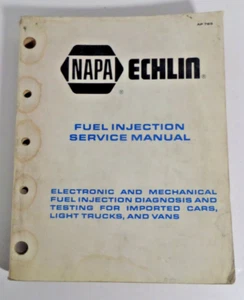 NAPA ECHLIN®
®
FUEL INJECTION
SERVICE MANUAL
ELECTRONIC AND MECHANICAL
FUEL INJECTION DIAGNOSIS AND
TESTING FOR IMPORTED CARS,
LIGHT TRUCKS, AND VANS